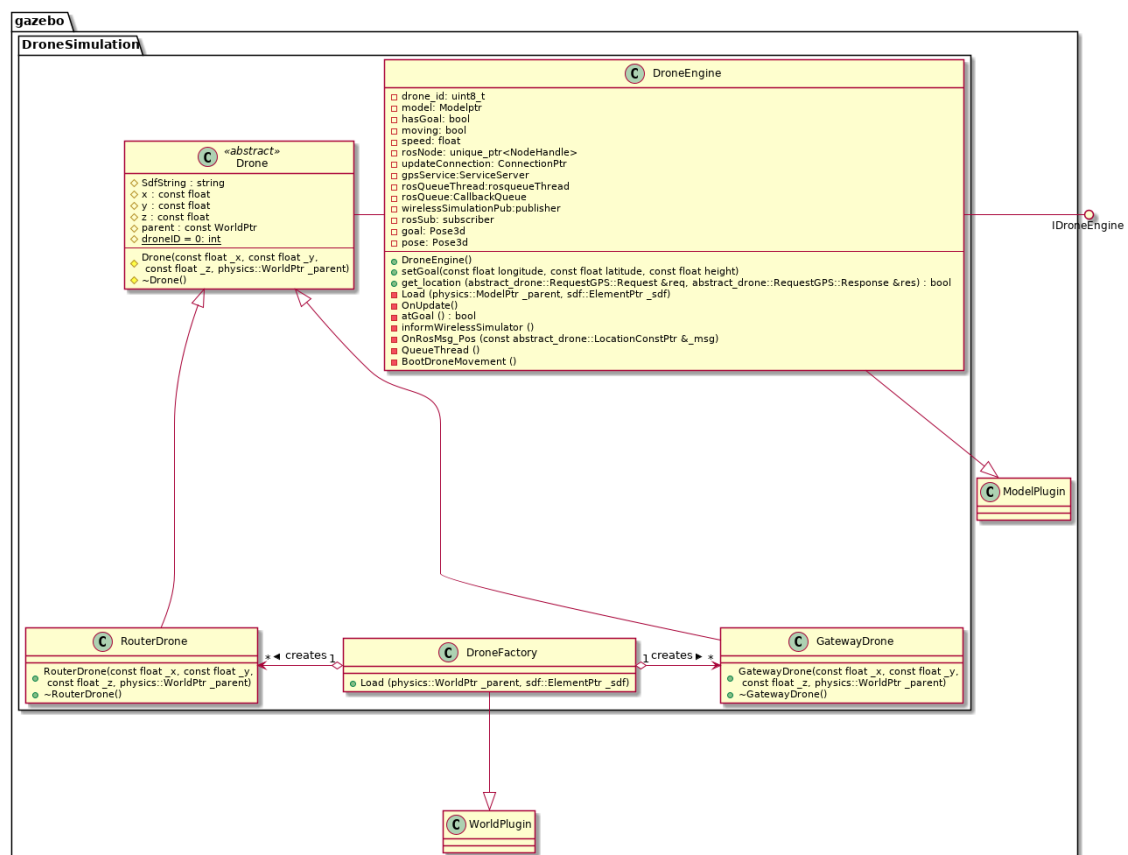 gazebo
DroneSimulation
C DroneEngine
drone_id: uint8_t
model: Modelptr
hasGoal: bool
moving: bool
speed: float
rosNode: unique_ptr<NodeHandle>
updateConnection: ConnectionPtr
gpsService:ServiceServer
rosQueueThread:rosqueueThread
rosQueue:CallbackQueue
wirelessSimulationPub:publisher
rosSub: subscriber
goal: Pose3d
pose: Pose3d
DroneEngine()
setGoal(const float longitude, const float latitude, const float height)
get_location (abstract_drone::RequestGPS::Request &req, abstract_drone::RequestGPS::Response &res) : bool
Load (physics::ModelPtr _parent, sdf::ElementPtr _sdf)
OnUpdate()
atGoal () : bool
informWirelessSimulator ()
OnRosMsg_Pos (const abstract_drone::LocationConstPtr &_msg)
QueueThread ()
BootDroneMovement ()
C «abstract»
Drone
SdfString : string
x : const float
y : const float
z : const float
parent : const WorldPtr
droneID = 0: int
Drone(const float _x, const float _y,
const float _z, physics::WorldPtr _parent)
~Drone()
IDroneEngine
C ModelPlugin
C RouterDrone
RouterDrone(const float _x, const float _y,
const float _z, physics::WorldPtr _parent)
~RouterDrone()
* ◄ creates 1
C DroneFactory
Load (physics::WorldPtr _parent, sdf::ElementPtr _sdf)
1 creates ► *
C GatewayDrone
GatewayDrone(const float _x, const float _y,
const float _z, physics::WorldPtr _parent)
~GatewayDrone()
C WorldPlugin